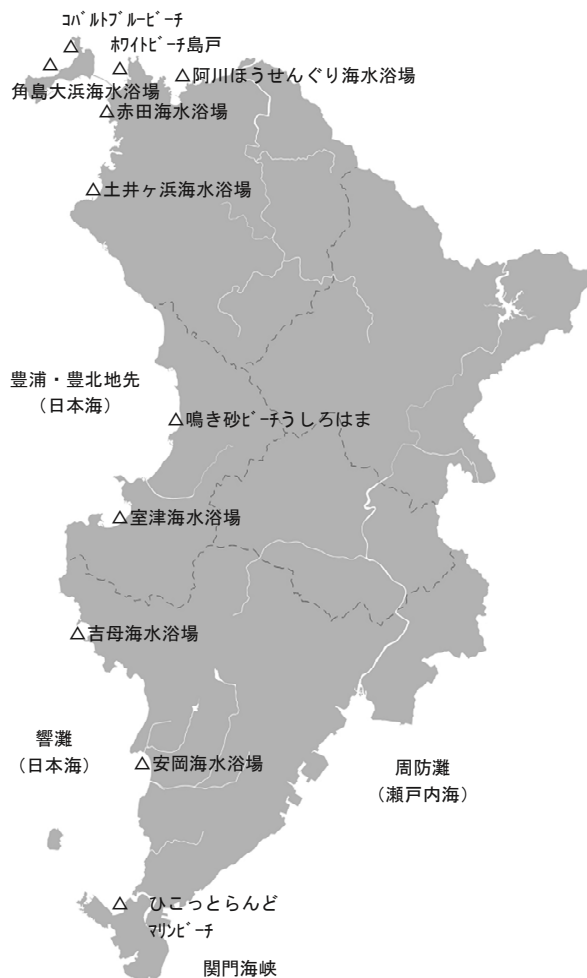 コバルトブルービーチ
ホワイトビーチ島戸
△阿川ほうせんぐり海水浴場
角島大浜海水浴場
△赤田海水浴場
△土井ヶ浜海水浴場
豊浦・豊北地先
(日本海)
△鳴き砂ビーチうしろはま
△室津海水浴場
△吉母海水浴場
響灘
(日本海)
△安岡海水浴場
周防灘
(瀬戸内海)
△ ひこっとらんど
マリンビーチ
関門海峡